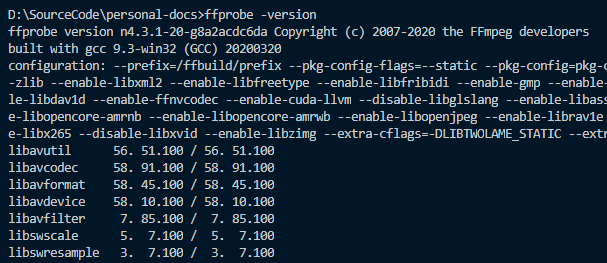 D:\SourceCode\personal-docs>ffprobe -version
ffprobe version n4.3.1-20-g8a2acdc6da Copyright (c) 2007-2020 the FFmpeg developers
built with gcc 9.3-win32 (GCC) 20200320
configuration: --prefix=/ffbuild/prefix --pkg-config-flags=--static --pkg-config=pkg-c
-zlib --enable-libxml2 --enable-libfreetype --enable-libfribidi --enable-gmp --enable-
le-libdav1d --enable-ffnvcodec --enable-cuda-llvm --disable-libglslang --enable-libass
e-libopencore-amrnb --enable-libopencore-amrwb --enable-libopenjpeg --enable-librav1e
e-libx265 --disable-libxvid --enable-libzimg --extra-cflags=-DLIBTWOLAME_STATIC --extr
libavutil      56. 51.100 / 56. 51.100
libavcodec     58. 91.100 / 58. 91.100
libavformat    58. 45.100 / 58. 45.100
libavdevice    58. 10.100 / 58. 10.100
libavfilter     7. 85.100 /  7. 85.100
libswscale      5.  7.100 /  5.  7.100
libswresample   3.  7.100 /  3.  7.100